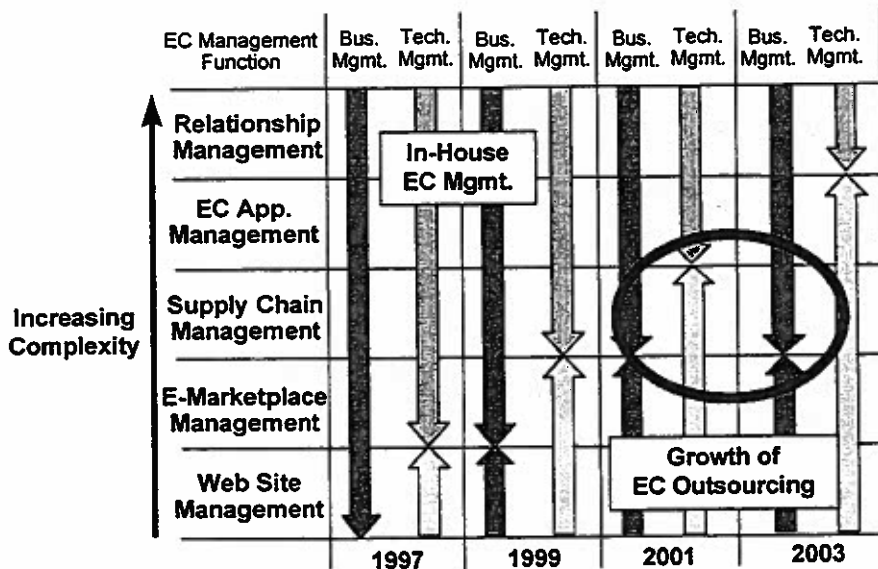 EC Management
Function
Bus.
Mgmt.
Tech.
Mgmt.
Bus.
Mgmt.
Tech.
Mgmt.
Bus.
Mgmt.
Tech.
Mgmt.
Bus.
Mgmt.
Tech.
Mgmt.
Relationship
Management
In-House
EC Mgmt.
EC App.
Management
Increasing
Complexity
Supply Chain
Management
E-Marketplace
Management
Web Site
Management
Growth of
EC Outsourcing
1997
1999
2001
2003